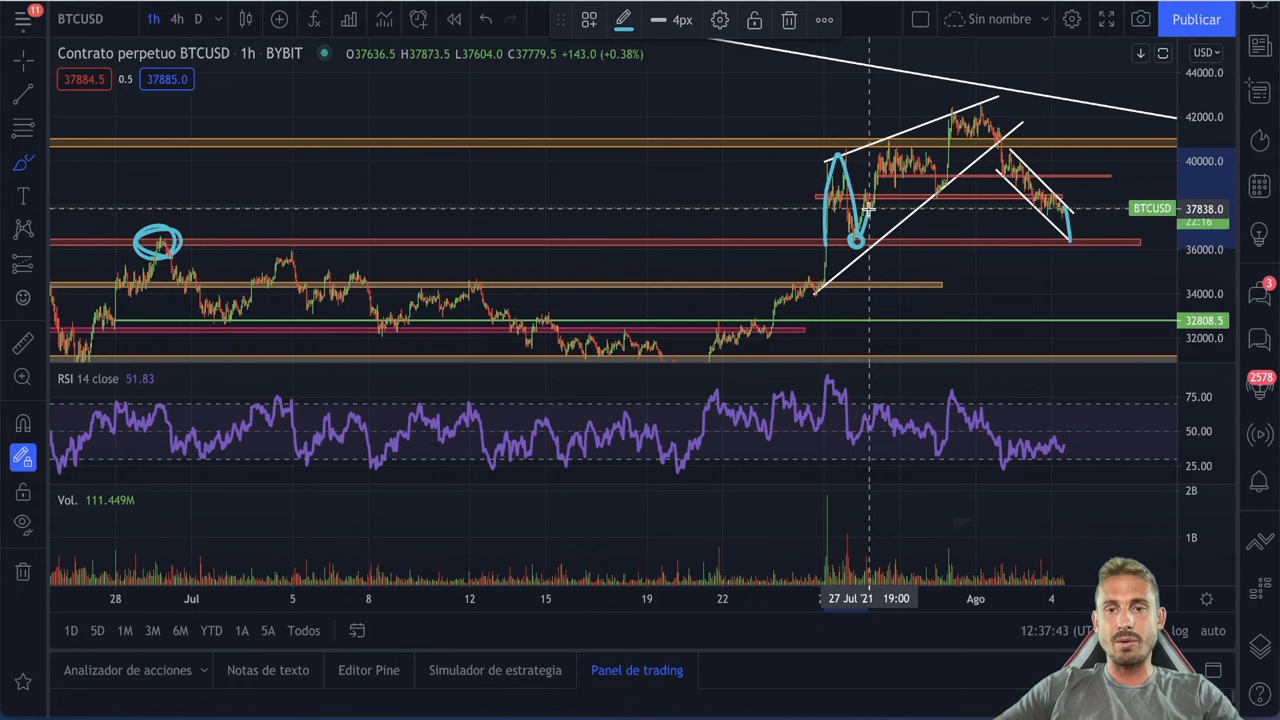 11
BTCUSD 1h 4h D 4px Sin nombre Publicar
Contrato perpetuo BTCUSD · 1h · BYBIT O37636.5 H37873.5 L37604.0 C37779.5 +143.0 (+0.38%) USD
37884.5 0.5 37885.0
44000.0
42000.0
40000.0
BTCUSD 37838.0
22:16
36000.0
34000.0
32808.5
32000.0
3
2578
RSI 14 close 51.83
75.00
50.00
25.00
Vol. 111.449M
2B
1B
28 Jul 5 8 12 15 19 22 27 Jul '21 19:00 Ago 4
1D 5D 1M 3M 6M YTD 1A 5A Todos 12:37:43 (UT log auto
Analizador de acciones Notas de texto Editor Pine Simulador de estrategia Panel de trading